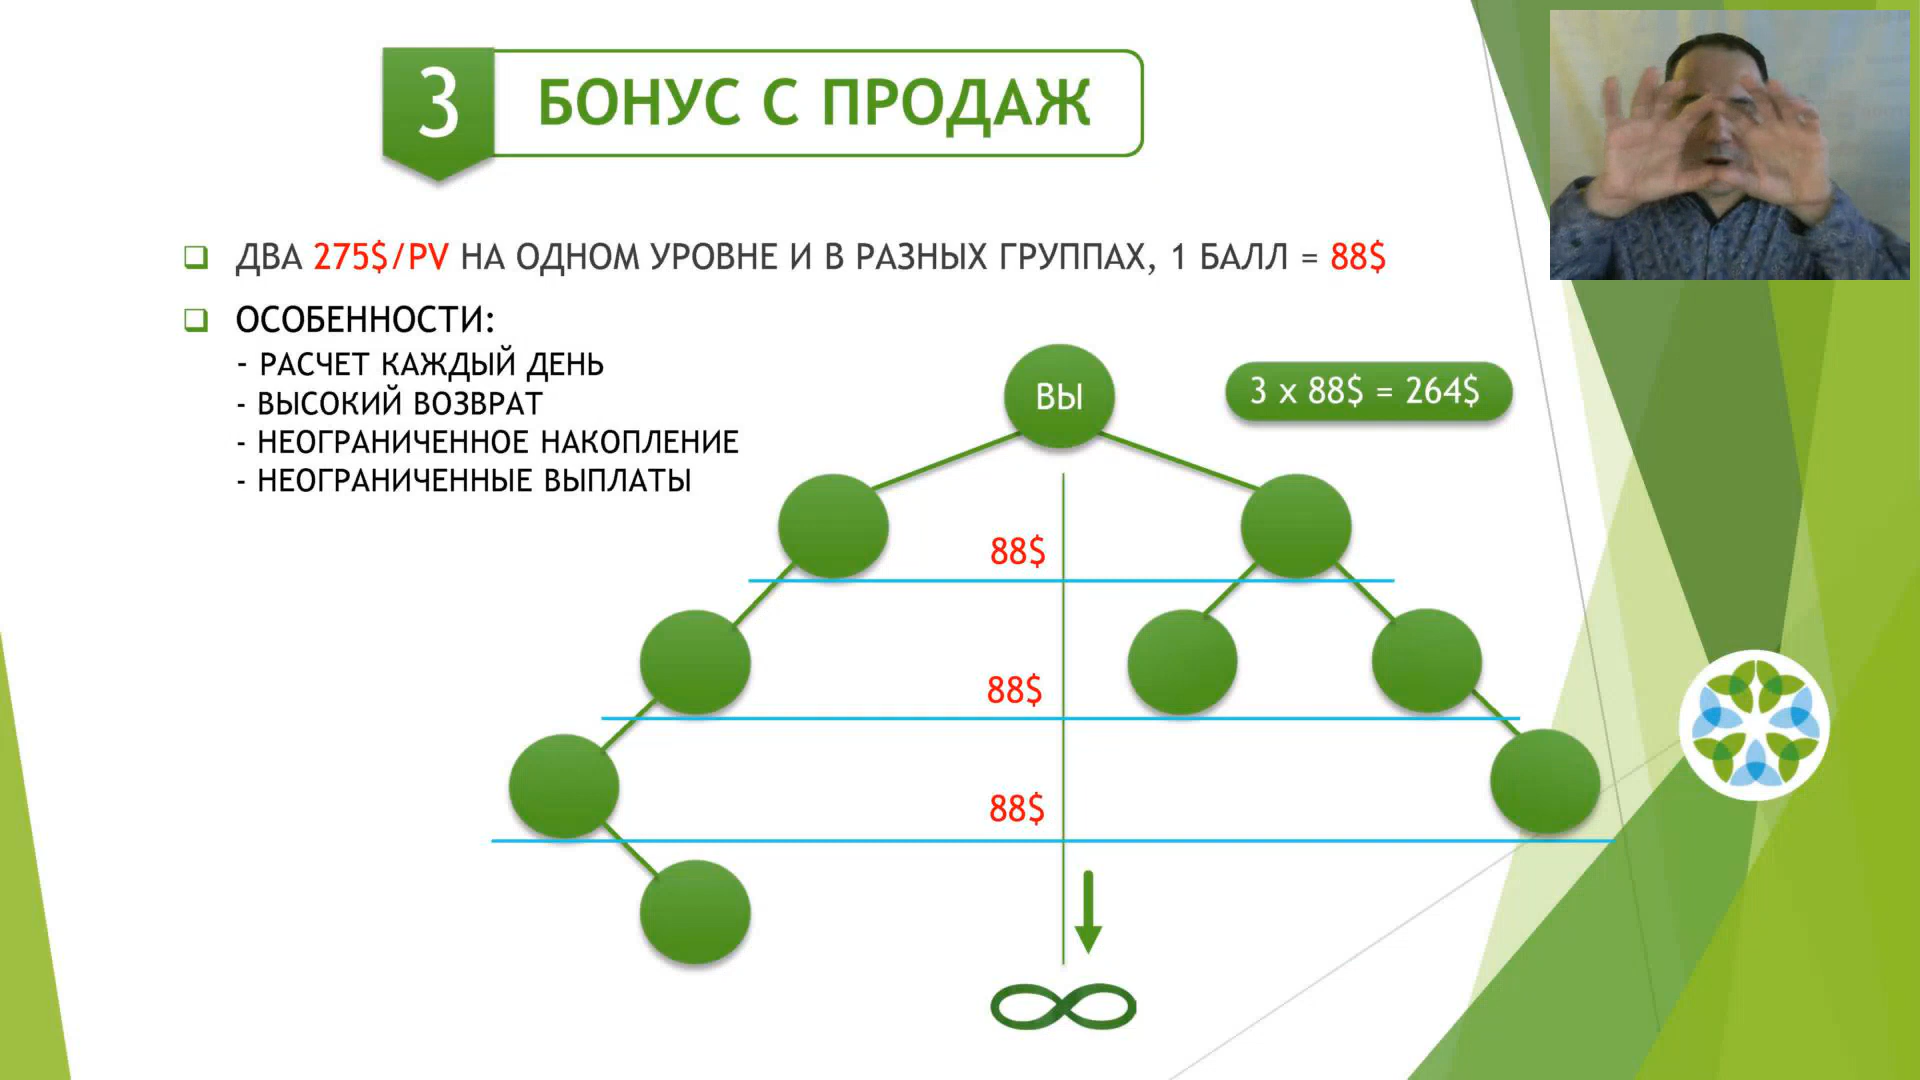 3
БОНУС С ПРОДАЖ
ДВА 275$/PV НА ОДНОМ УРОВНЕ И В РАЗНЫХ ГРУППАХ, 1 БАЛЛ = 88$
ОСОБЕННОСТИ:
- РАСЧЕТ КАЖДЫЙ ДЕНЬ
- ВЫСОКИЙ ВОЗВРАТ
- НЕОГРАНИЧЕННОЕ НАКОПЛЕНИЕ
- НЕОГРАНИЧЕННЫЕ ВЫПЛАТЫ
ВЫ
3 x 88$ = 264$
88$
88$
88$